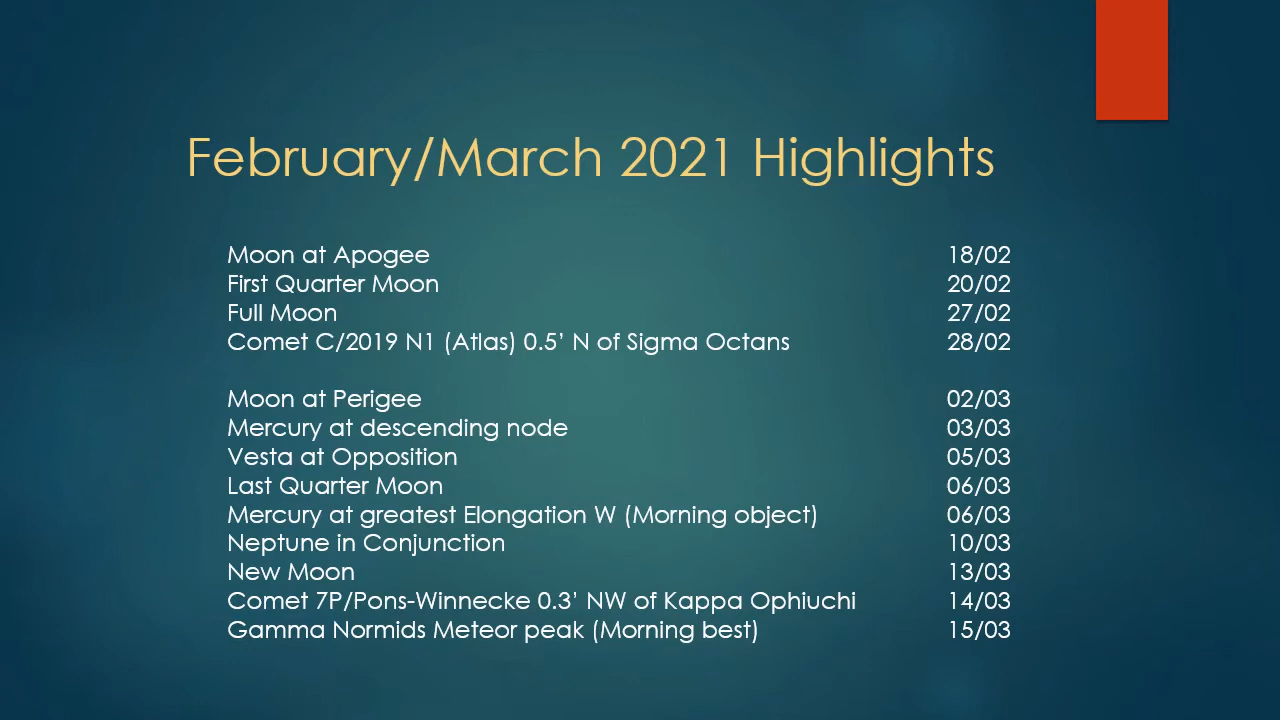 February/March 2021 Highlights
Moon at Apogee 18/02
First Quarter Moon 20/02
Full Moon 27/02
Comet C/2019 N1 (Atlas) 0.5’ N of Sigma Octans 28/02
Moon at Perigee 02/03
Mercury at descending node 03/03
Vesta at Opposition 05/03
Last Quarter Moon 06/03
Mercury at greatest Elongation W (Morning object) 06/03
Neptune in Conjunction 10/03
New Moon 13/03
Comet 7P/Pons-Winnecke 0.3’ NW of Kappa Ophiuchi 14/03
Gamma Normids Meteor peak (Morning best) 15/03